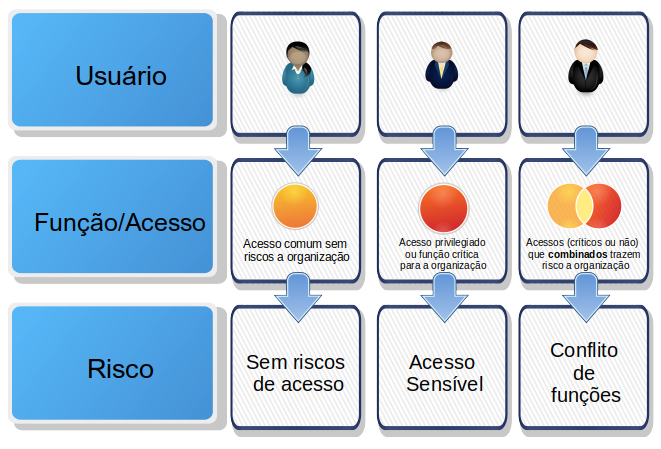 Usuário
Função/Acesso
Acesso comum sem
riscos a organização
Acesso privilegiado
ou função crítica
para a organização
Acessos (críticos ou não)
que combinados trazem
risco a organização
Risco
Sem riscos
de acesso
Acesso
Sensível
Conflito
de
funções